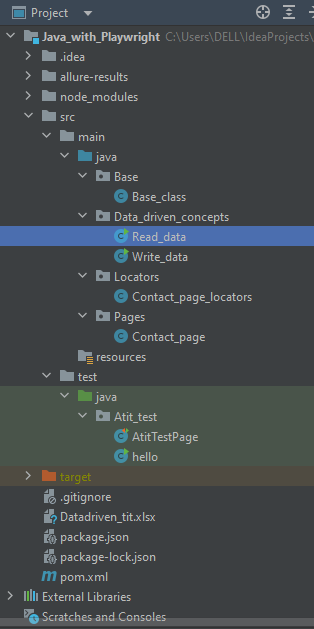 Project
Java_with_Playwright C:\Users\DELL\IdeaProjects\
.idea
allure-results
node_modules
src
main
java
Base
Base_class
Data_driven_concepts
Read_data
Write_data
Locators
Contact_page_locators
Pages
Contact_page
resources
test
java
Atit_test
AtitTestPage
hello
target
.gitignore
Datadriven_tit.xlsx
package.json
package-lock.json
pom.xml
External Libraries
Scratches and Consoles